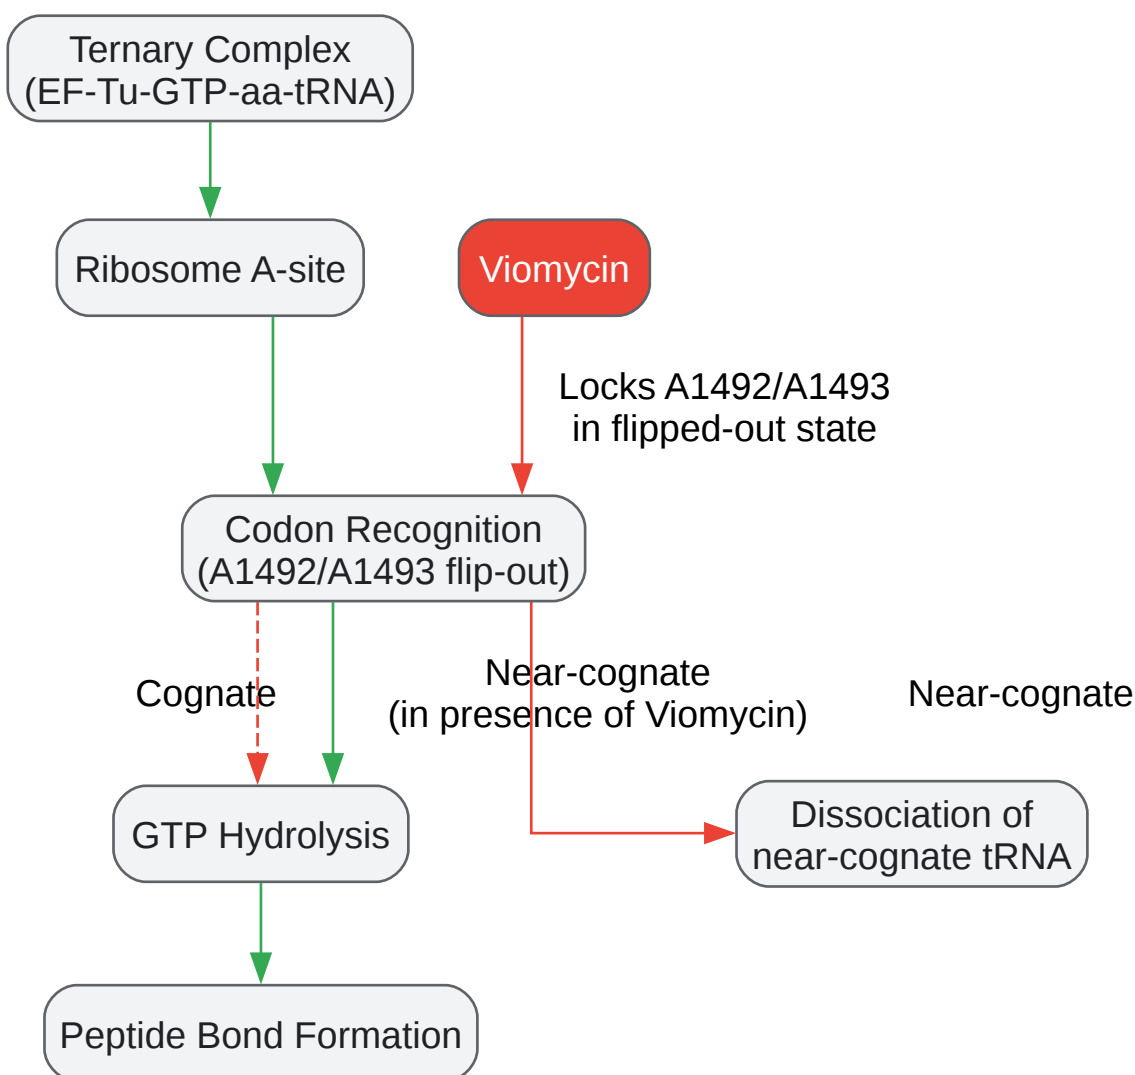 Ternary Complex
(EF-Tu-GTP-aa-tRNA)
Ribosome A-site
Viomycin
Locks A1492/A1493
in flipped-out state
Codon Recognition
(A1492/A1493 flip-out)
Cognate
Near-cognate
(in presence of Viomycin)
Near-cognate
GTP Hydrolysis
Dissociation of
near-cognate tRNA
Peptide Bond Formation